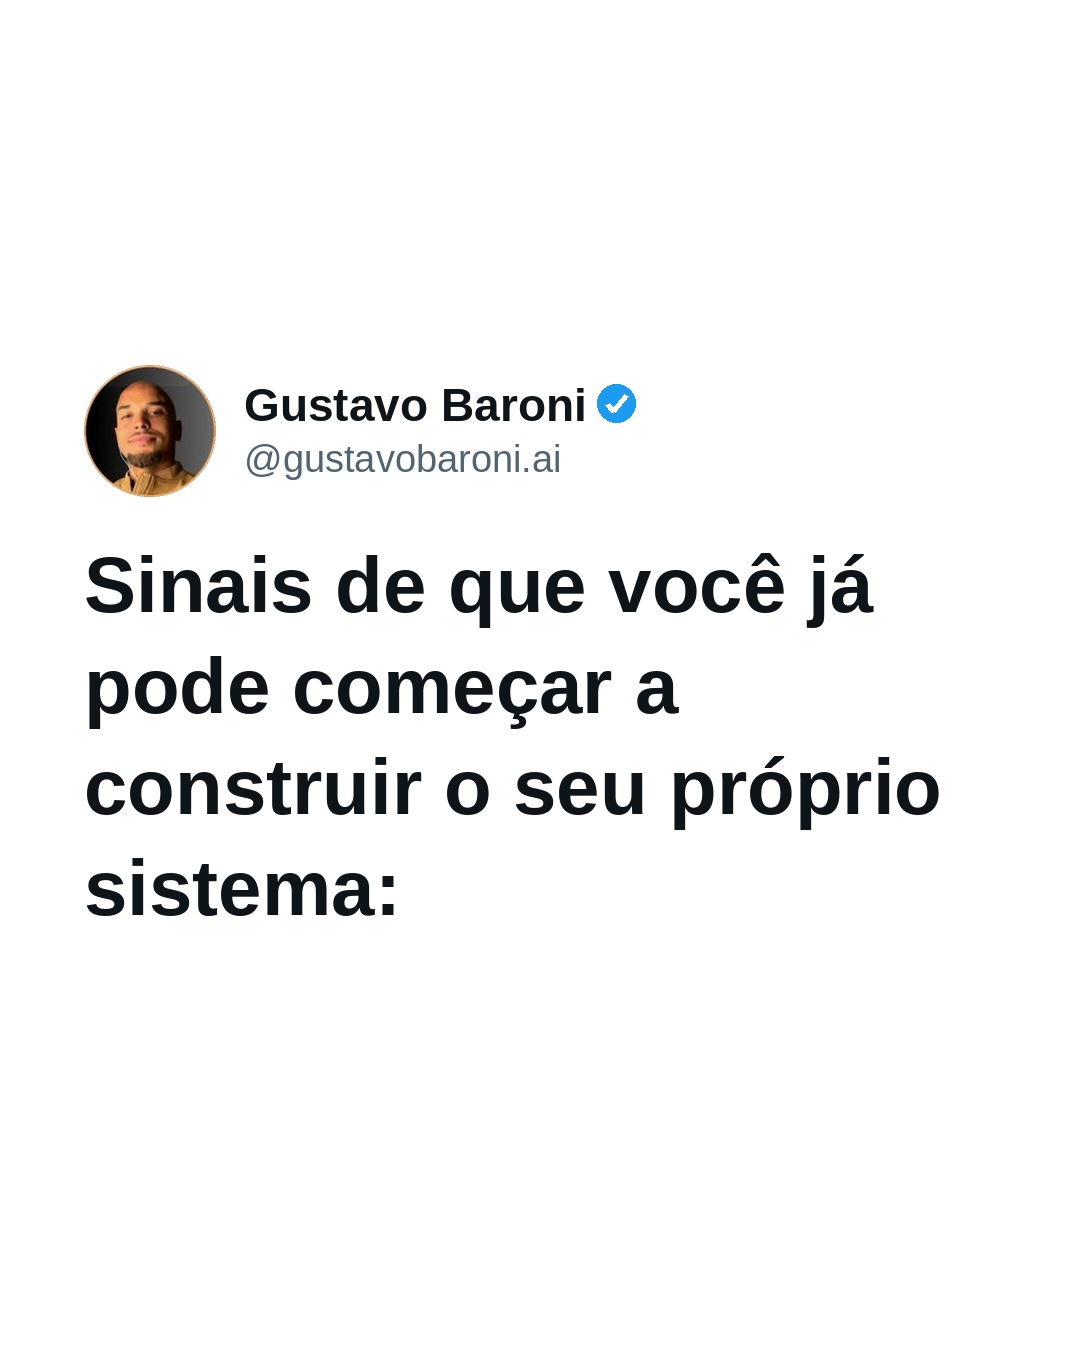 Gustavo Baroni
@gustavobaroni.ai
Sinais de que você já
pode começar a
construir o seu próprio
sistema: